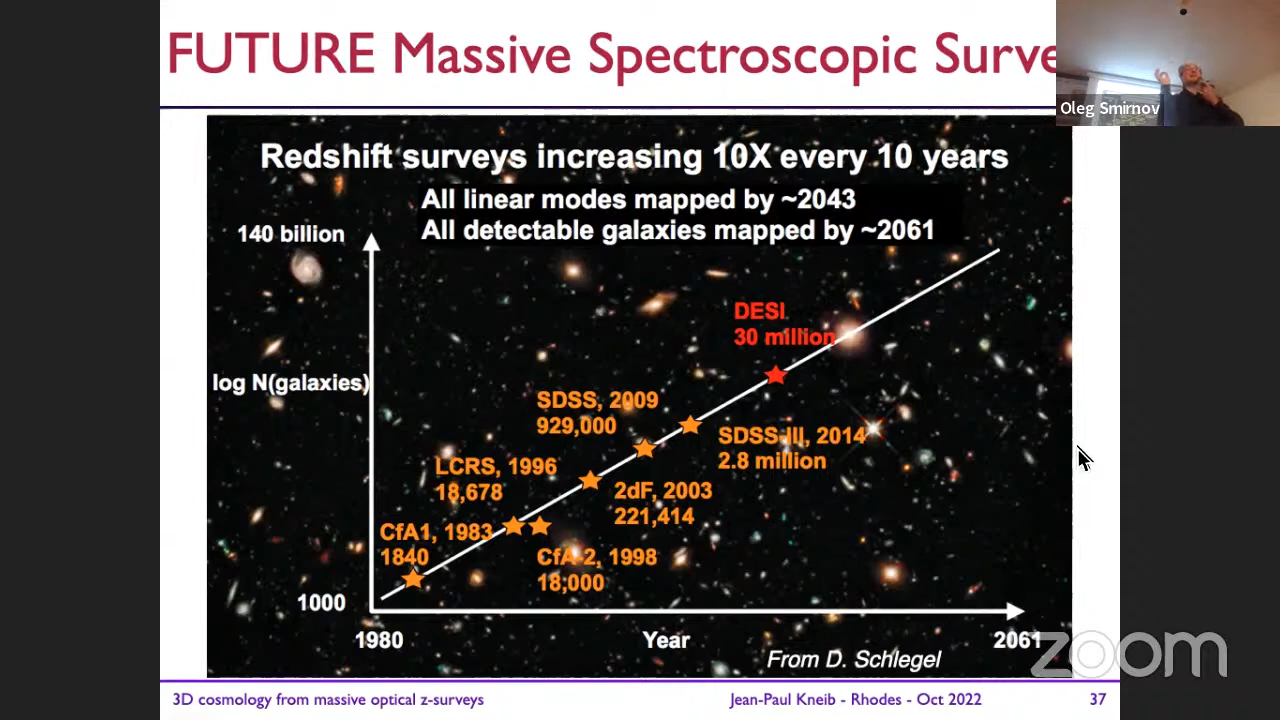 FUTURE Massive Spectroscopic Surve
Oleg Smirnov
Redshift surveys increasing 10X every 10 years
All linear modes mapped by ~2043
All detectable galaxies mapped by ~2061
140 billion
DESI
30 million
log N(galaxies)
SDSS, 2009
929,000
SDSS-III, 2014
2.8 million
LCRS, 1996
18,678
2dF, 2003
221,414
CfA1, 1983
1840
CfA-2, 1998
18,000
1000
1980
Year
2061
From D. Schlegel
zoom
3D cosmology from massive optical z-surveys
Jean-Paul Kneib - Rhodes - Oct 2022
37